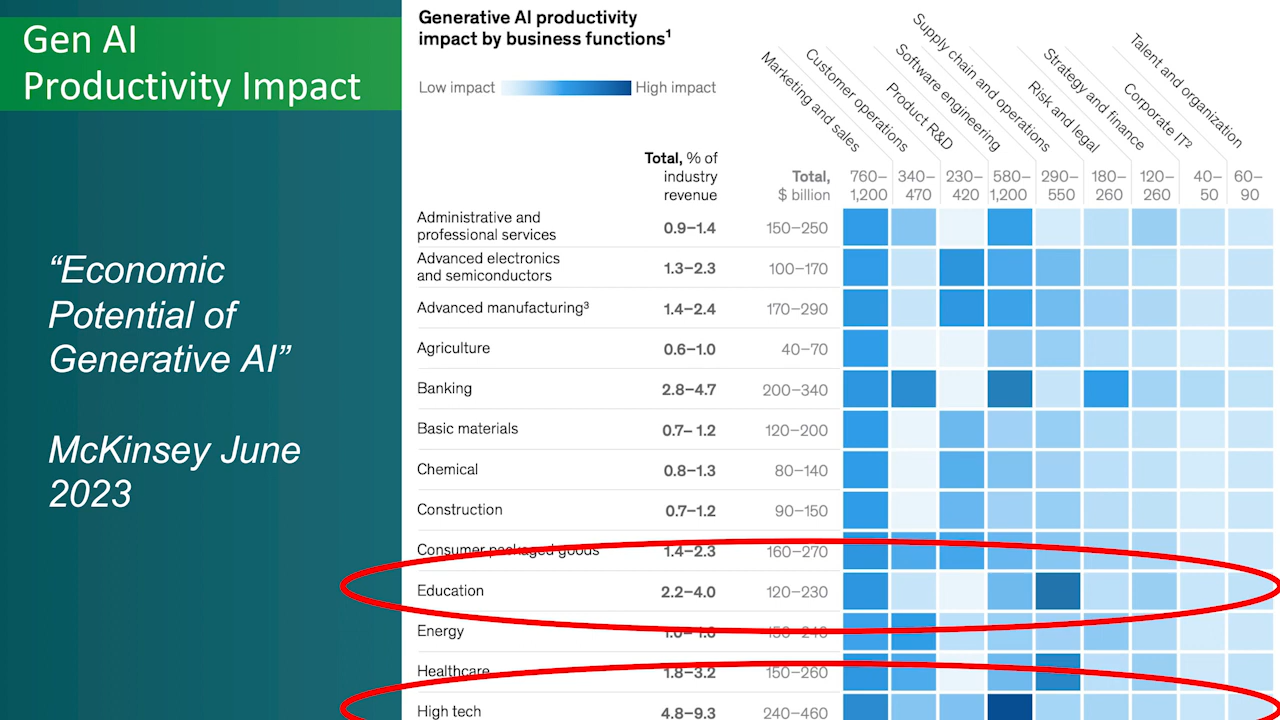 Gen AI
Productivity Impact
“Economic
Potential of
Generative AI”
McKinsey June
2023
Generative AI productivity
impact by business functions¹
Low impact
High impact
Marketing and sales
Customer operations
Product R&D
Software engineering
Supply chain and operations
Risk and legal
Strategy and finance
Corporate IT²
Talent and organization
Total, % of
industry
revenue
Total,
$ billion
760–
1,200
340–
470
230–
420
580–
1,200
290–
550
180–
260
120–
260
40–
50
60–
90
Administrative and
professional services
0.9–1.4
150–250
Advanced electronics
and semiconductors
1.3–2.3
100–170
Advanced manufacturing³
1.4–2.4
170–290
Agriculture
0.6–1.0
40–70
Banking
2.8–4.7
200–340
Basic materials
0.7– 1.2
120–200
Chemical
0.8–1.3
80–140
Construction
0.7–1.2
90–150
Consumer packaged goods
1.4–2.3
160–270
Education
2.2–4.0
120–230
Energy
150–240
Healthcare
1.8–3.2
150–260
High tech
4.8–9.3
240–460